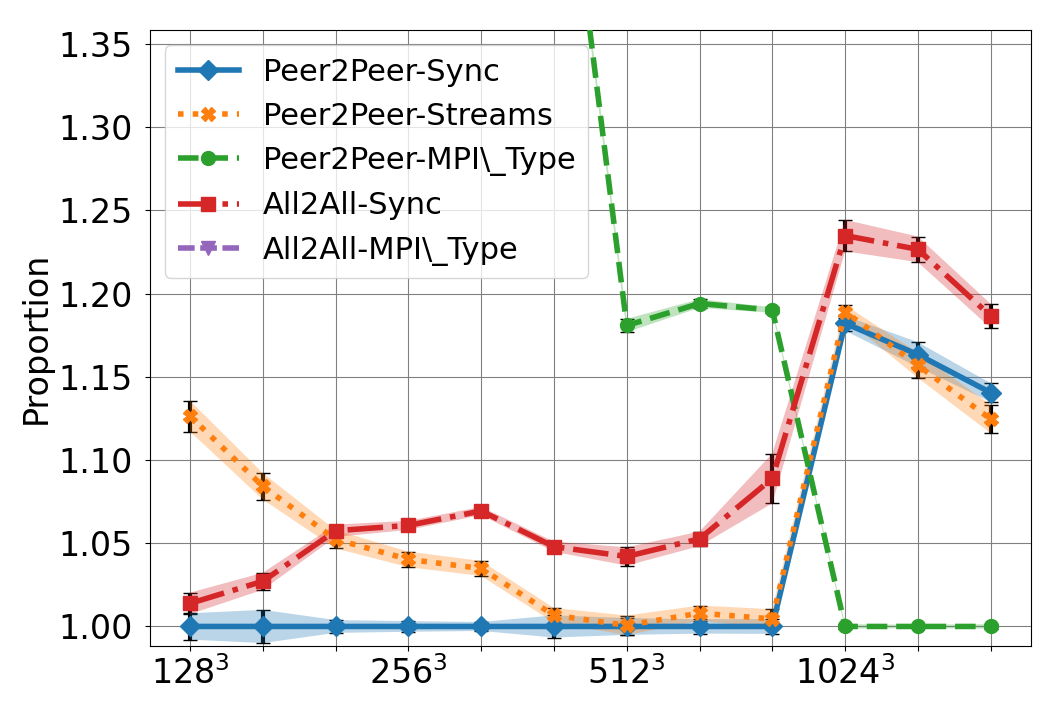 1.35
1.30
1.25
1.20
1.15
1.10
1.05
1.00
Proportion
Peer2Peer-Sync
Peer2Peer-Streams
Peer2Peer-MPI\_Type
All2All-Sync
All2All-MPI\_Type
128³ 256³ 512³ 1024³